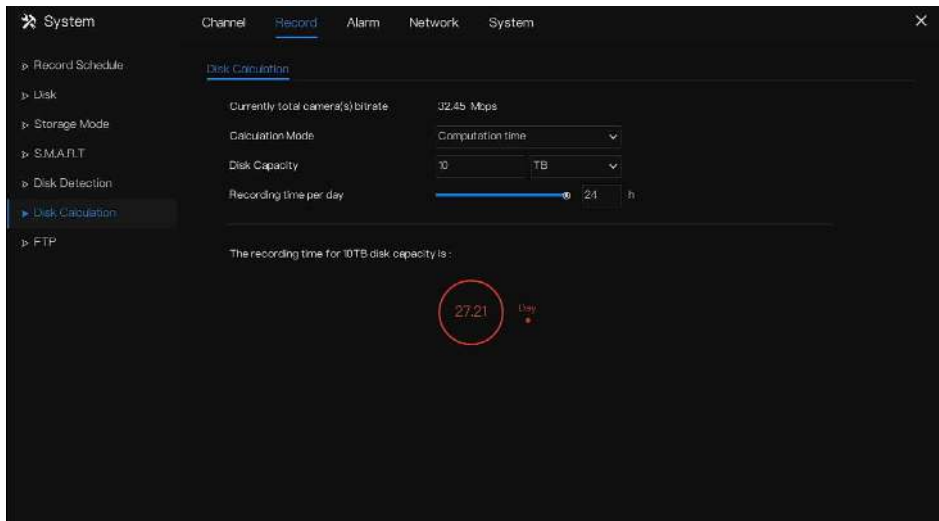 System Channel Record Alarm Network System
Record Schedule
Disk
Storage Mode
S.M.A.R.T
Disk Detection
Disk Calculation
FTP
Disk Calculation
Currently total camera(s) bitrate 32.45 Mbps
Calculation Mode Computation time
Disk Capacity 10 TB
Recording time per day 24 h
The recording time for 10TB disk capacity is :
27.21 Day